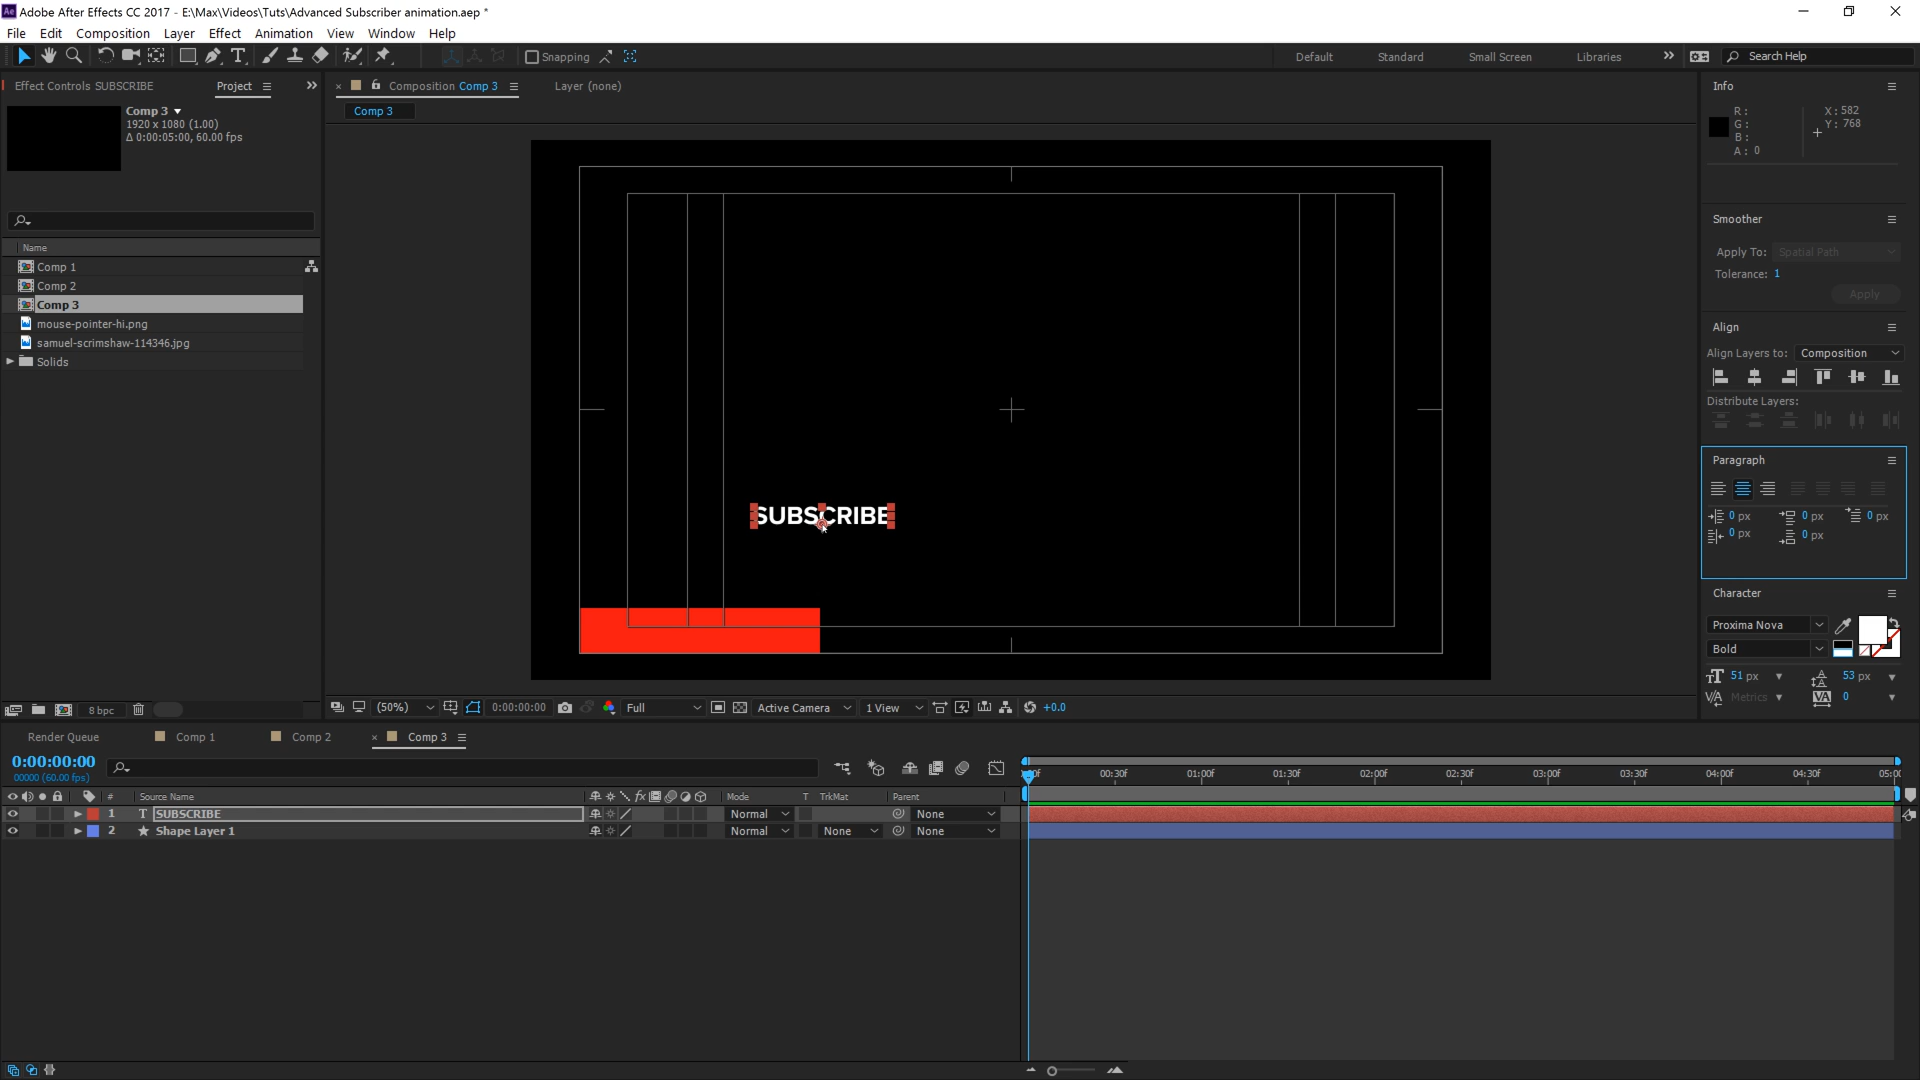 Adobe After Effects CC 2017 - E:\Max\Videos\Tuts\Advanced Subscriber animation.aep *
File Edit Composition Layer Effect Animation View Window Help
Snapping Default Standard Small Screen Libraries Search Help
Effect Controls SUBSCRIBE Project
Comp 3
1920 x 1080 (1.00)
Δ 0:00:05:00, 60.00 fps
Name
Comp 1
Comp 2
Comp 3
mouse-pointer-hi.png
samuel-scrimshaw-114346.jpg
Solids
8 bpc
Composition Comp 3 Layer (none)
Comp 3
SUBSCRIBE
(50%) 0:00:00:00 Full Active Camera 1 View +0.0
Info
R: X: 582
G: Y: 768
B:
A: 0
Smoother
Apply To: Spatial Path
Tolerance: 1
Apply
Align
Align Layers to: Composition
Distribute Layers:
Paragraph
0 px 0 px 0 px
0 px 0 px
Character
Proxima Nova
Bold
51 px 53 px
Metrics 0
Render Queue Comp 1 Comp 2 Comp 3
0:00:00:00
00000 (60.00 fps)
00:30f 01:00f 01:30f 02:00f 02:30f 03:00f 03:30f 04:00f 04:30f 05:00
# Source Name fx Mode T TrkMat Parent
1 T SUBSCRIBE Normal None
2 Shape Layer 1 Normal None None